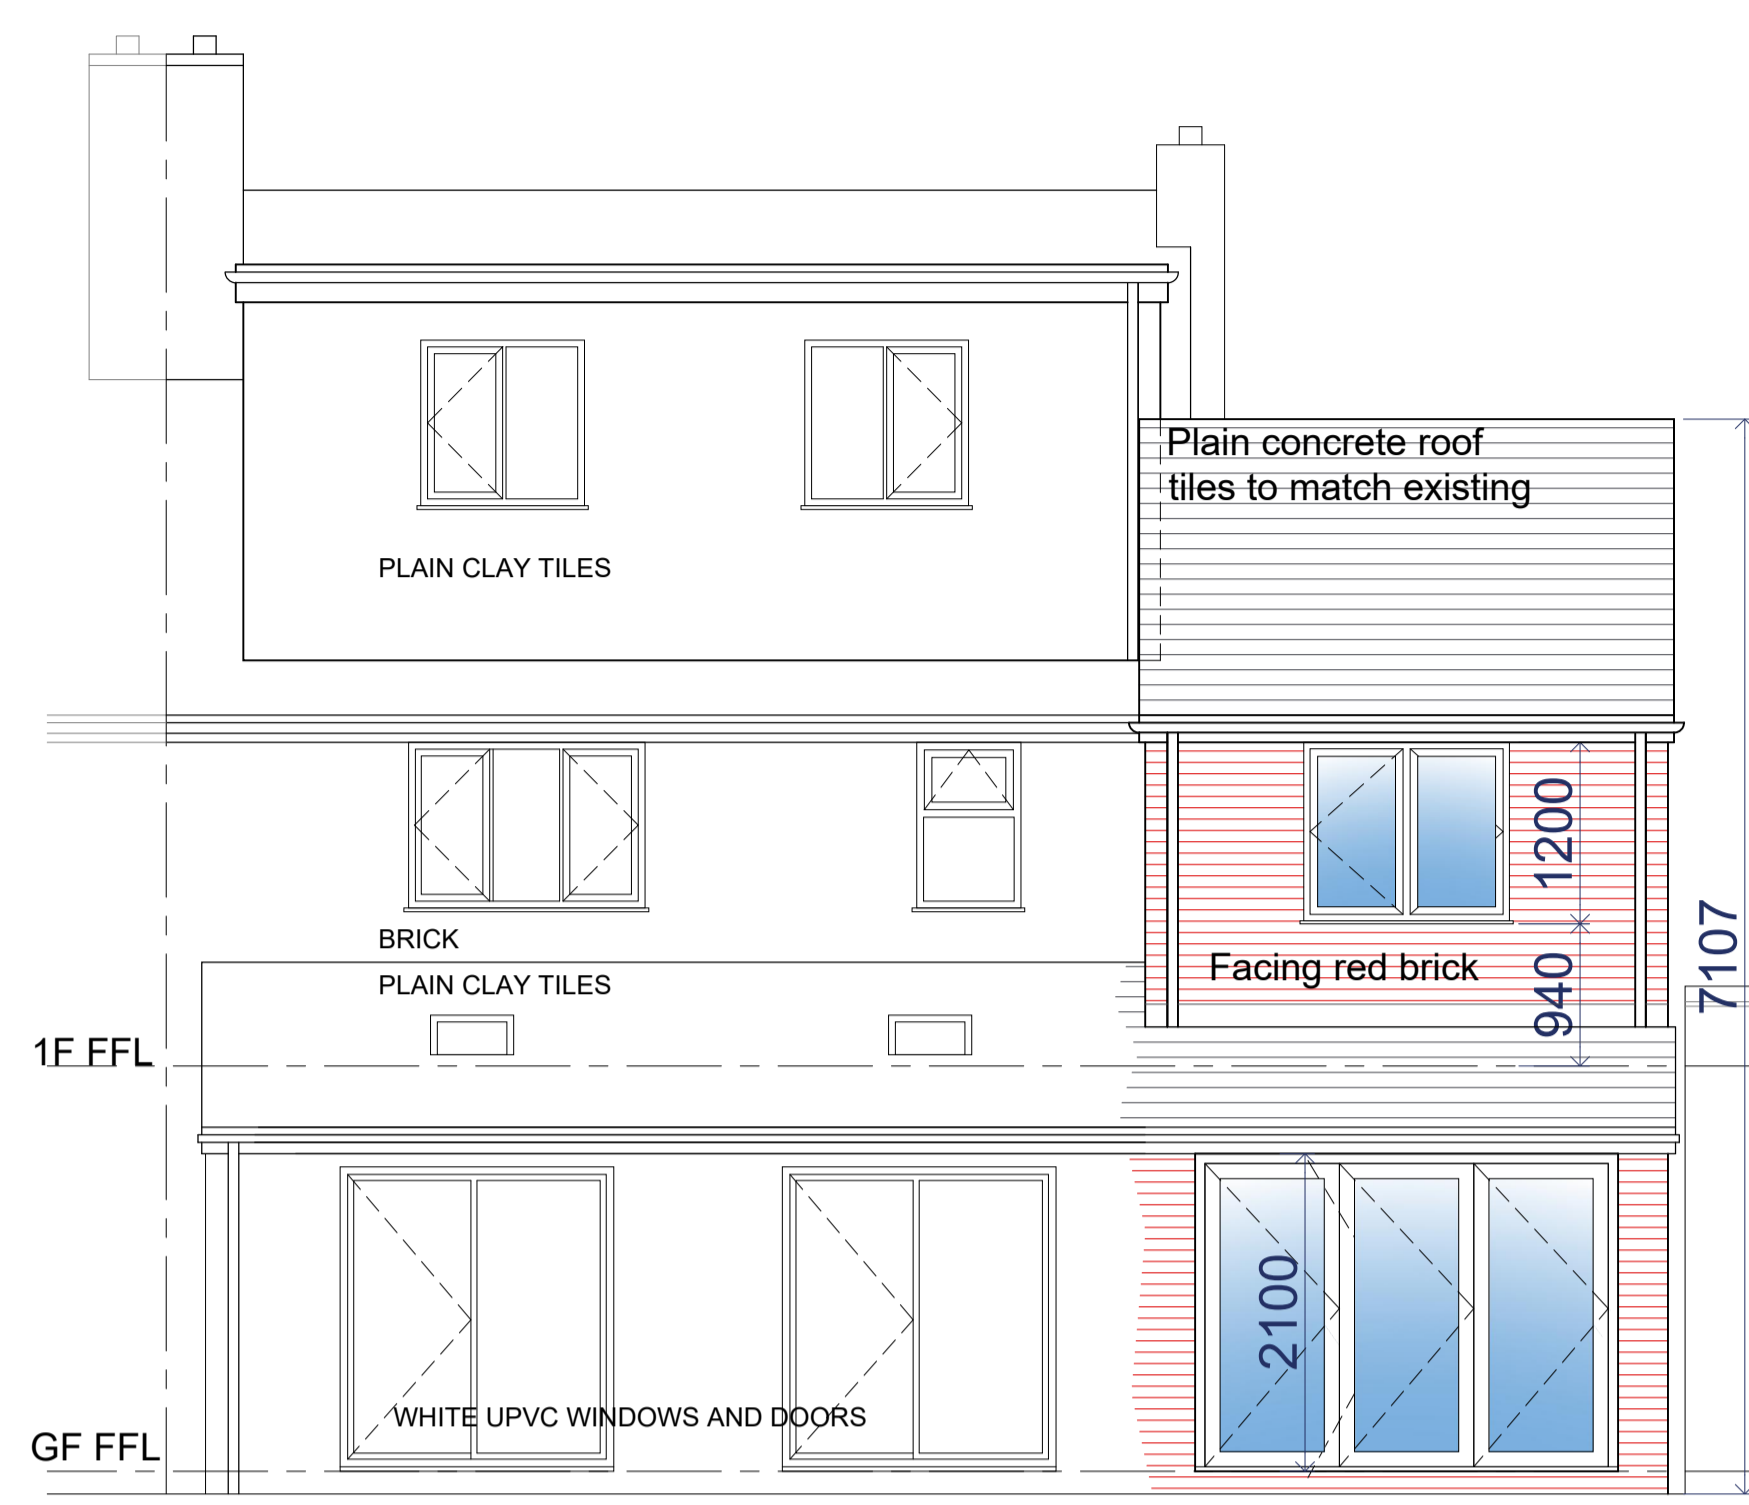 Plain concrete roof
tiles to match existing
PLAIN CLAY TILES
1200
7107
BRICK
Facing red brick
940
PLAIN CLAY TILES
1F FFL
2100
WHITE UPVC WINDOWS AND DOORS
GF FFL